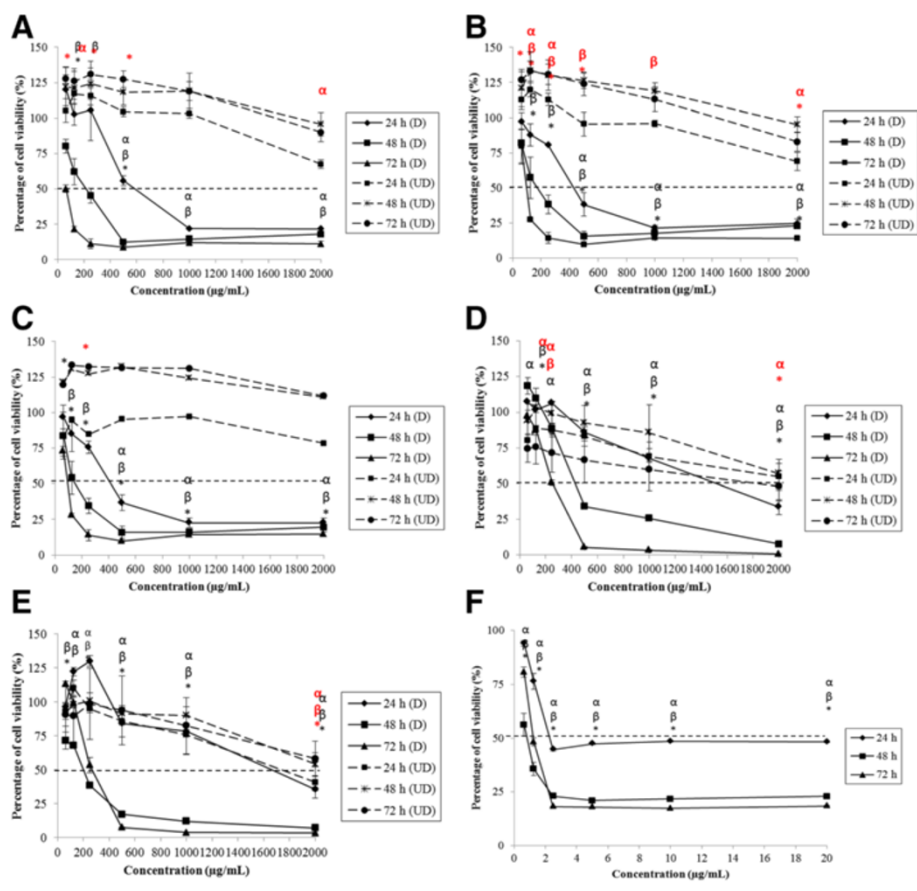 A
Percentage of cell viability (%)
150
125
100
75
50
25
0
0 200 400 600 800 1000 1200 1400 1600 1800 2000
Concentration (µg/mL)
* β * α β * *
α β *
α β
α
α β
24 h (D)
48 h (D)
72 h (D)
24 h (UD)
48 h (UD)
72 h (UD)
B
Percentage of cell viability (%)
150
125
100
75
50
25
0
0 200 400 600 800 1000 1200 1400 1600 1800 2000
Concentration (µg/mL)
* α β * α β * β * β α *
β * β *
α β *
α β *
α β *
24 h (D)
48 h (D)
72 h (D)
24 h (UD)
48 h (UD)
72 h (UD)
C
Percentage of cell viability (%)
150
125
100
75
50
25
0
0 200 400 600 800 1000 1200 1400 1600 1800 2000
Concentration (µg/mL)
* *
β * β *
α β *
α β *
α β *
24 h (D)
48 h (D)
72 h (D)
24 h (UD)
48 h (UD)
72 h (UD)
D
Percentage of cell viability (%)
150
125
100
75
50
25
0
0 200 400 600 800 1000 1200 1400 1600 1800 2000
Concentration (µg/mL)
α α β * α β α
α β *
α β *
α *
α β *
24 h (D)
48 h (D)
72 h (D)
24 h (UD)
48 h (UD)
72 h (UD)
E
Percentage of cell viability (%)
150
125
100
75
50
25
0
0 200 400 600 800 1000 1200 1400 1600 1800 2000
Concentration (µg/mL)
β * α β α β
α β *
α β *
α β *
α β *
24 h (D)
48 h (D)
72 h (D)
24 h (UD)
48 h (UD)
72 h (UD)
F
Percentage of cell viability (%)
100
75
50
25
0
0 2 4 6 8 10 12 14 16 18 20
Concentration (µg/mL)
α β * α β *
α β *
α β *
α β *
α β *
24 h
48 h
72 h